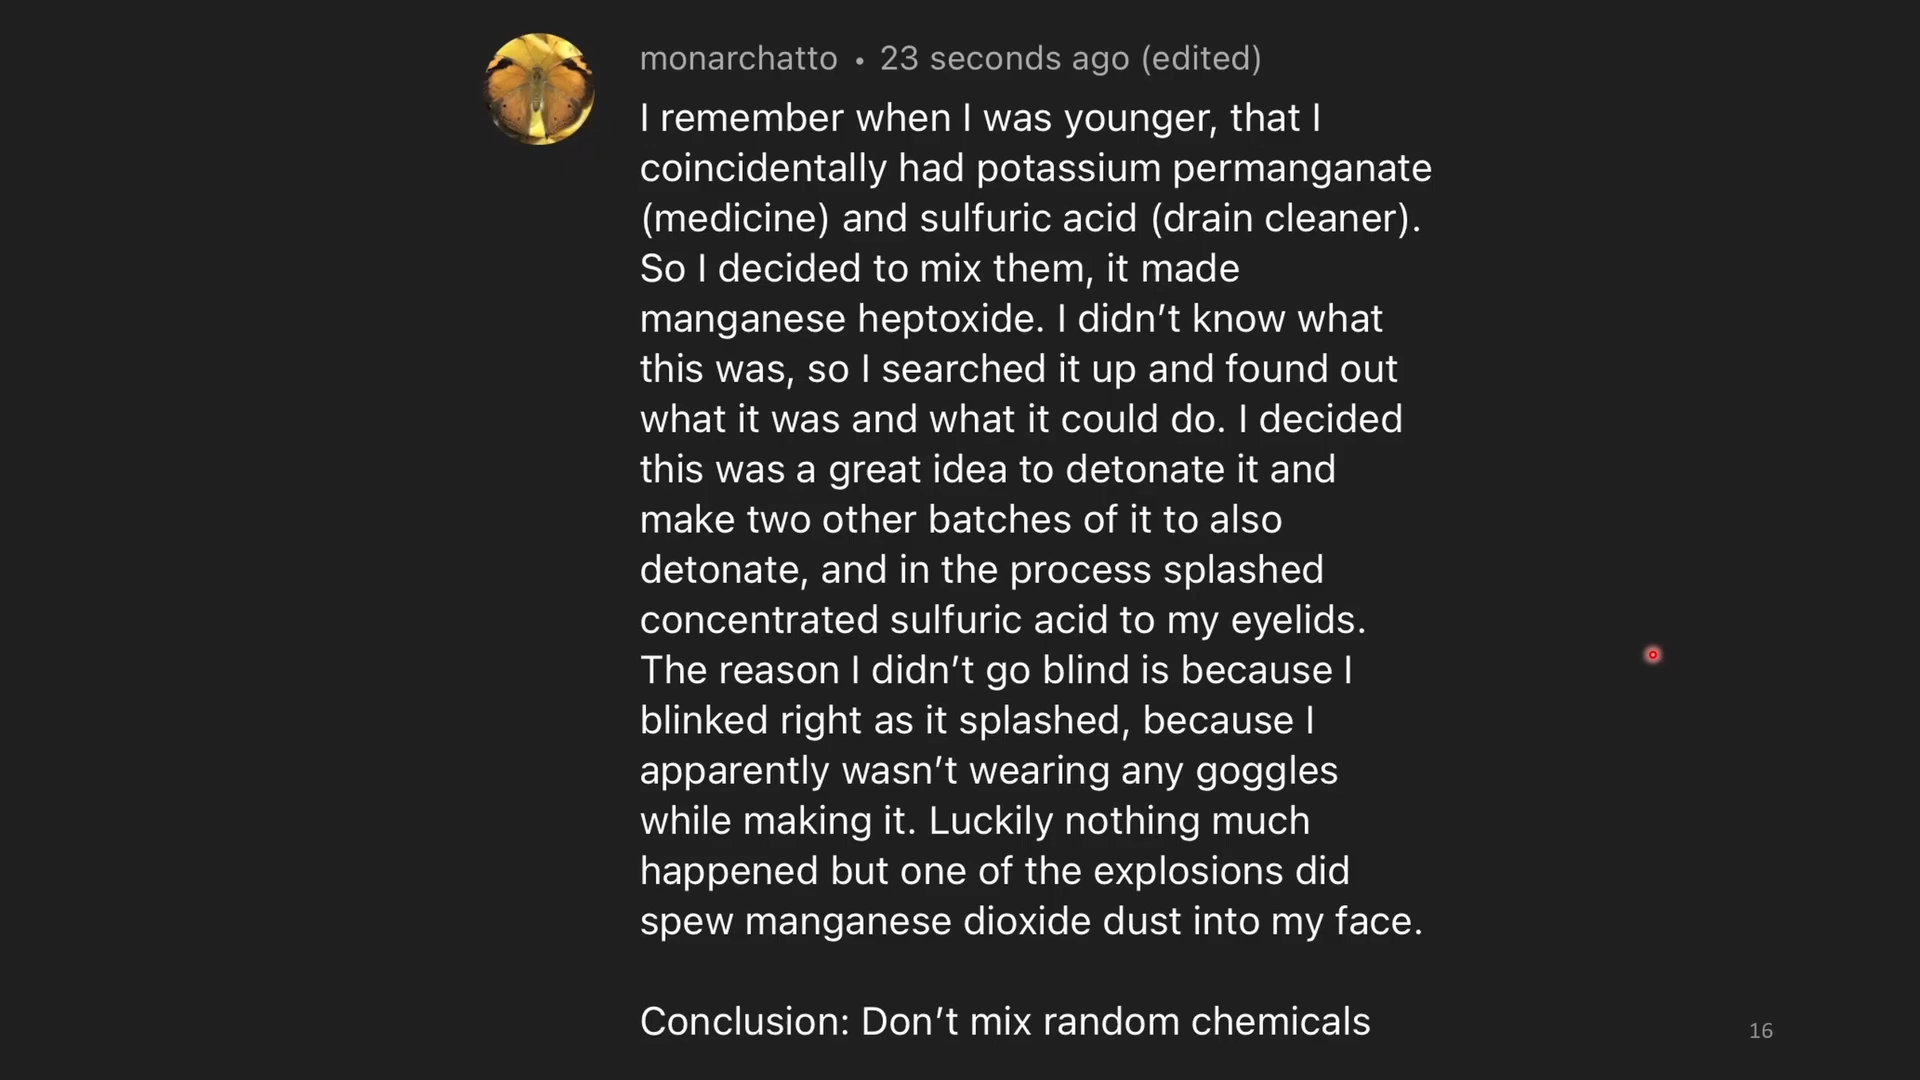 monarchatto • 23 seconds ago (edited)
I remember when I was younger, that I
coincidentally had potassium permanganate
(medicine) and sulfuric acid (drain cleaner).
So I decided to mix them, it made
manganese heptoxide. I didn’t know what
this was, so I searched it up and found out
what it was and what it could do. I decided
this was a great idea to detonate it and
make two other batches of it to also
detonate, and in the process splashed
concentrated sulfuric acid to my eyelids.
The reason I didn’t go blind is because I
blinked right as it splashed, because I
apparently wasn’t wearing any goggles
while making it. Luckily nothing much
happened but one of the explosions did
spew manganese dioxide dust into my face.
Conclusion: Don’t mix random chemicals
16